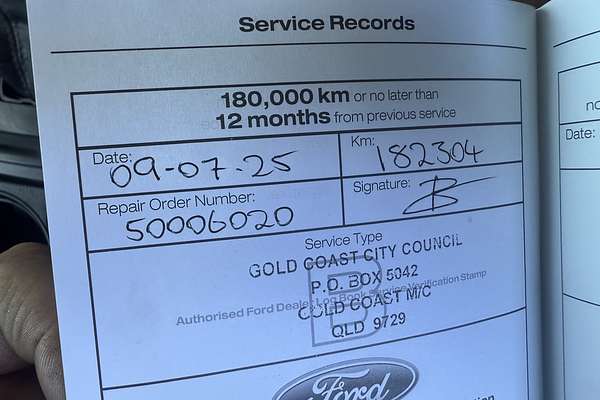 Service Records
180,000 km or no later than
12 months from previous service
Date: 09-07-25
Km: 182304
Repair Order Number: 50006020
Signature:
Service Type
B
GOLD COAST CITY COUNCIL
P.O. BOX 5042
Authorised Ford Dealer Log Book Service Verification Stamp
GOLD COAST M/C
QLD 9729
Ford
no
Date: